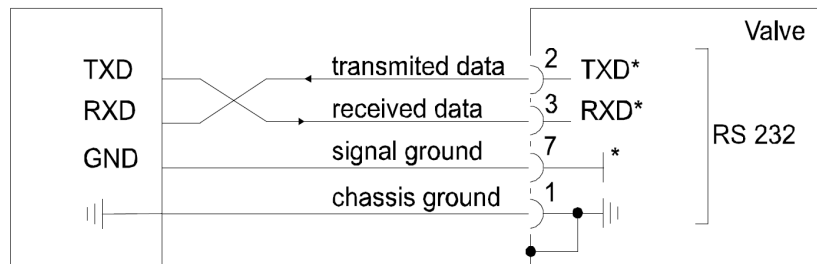 Valve
TXD transmited data 2 TXD*
RXD received data 3 RXD*
RS 232
GND signal ground 7 *
chassis ground 1